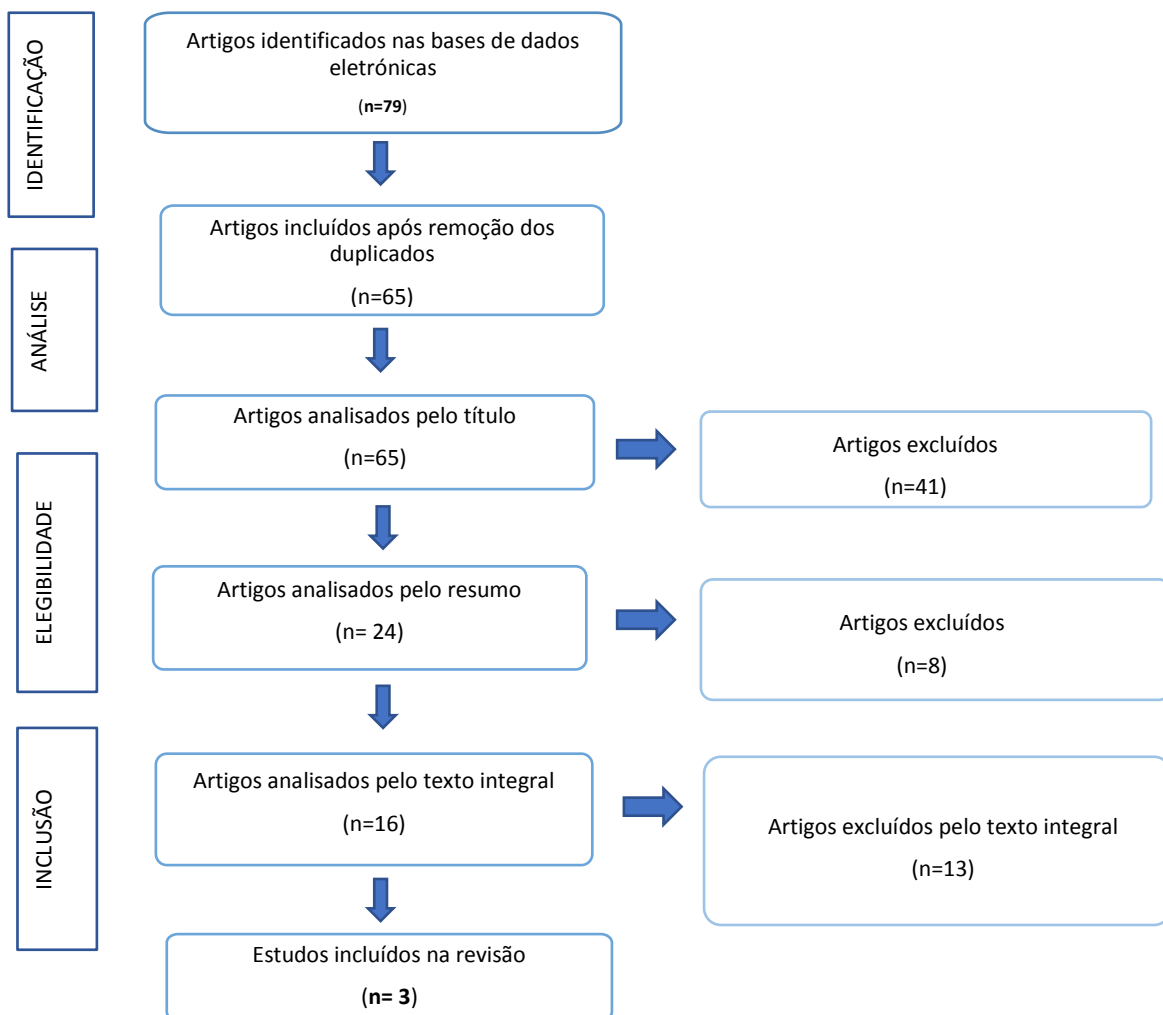 IDENTIFICAÇÃO
Artigos identificados nas bases de dados
eletrónicas
(n=79)
Artigos incluídos após remoção dos
duplicados
(n=65)
ANÁLISE
Artigos analisados pelo título
(n=65)
Artigos excluídos
(n=41)
ELEGIBILIDADE
Artigos analisados pelo resumo
(n= 24)
Artigos excluídos
(n=8)
INCLUSÃO
Artigos analisados pelo texto integral
(n=16)
Artigos excluídos pelo texto integral
(n=13)
Estudos incluídos na revisão
(n= 3)